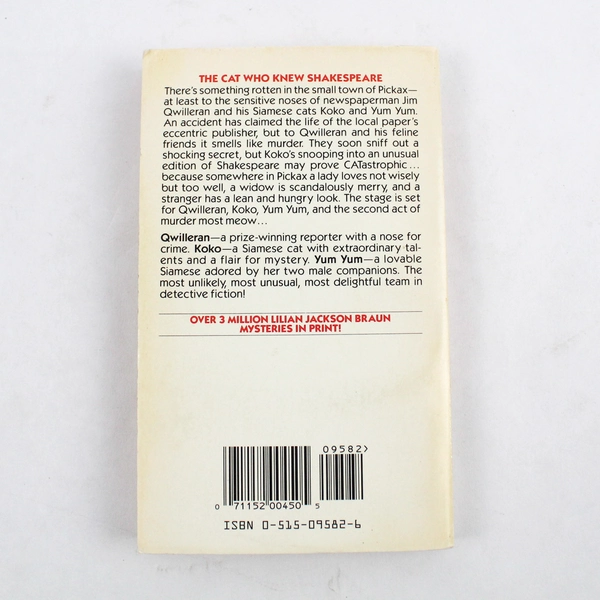 THE CAT WHO KNEW SHAKESPEARE
There's something rotten in the small town of Pickax—
at least to the sensitive noses of newspaperman Jim
Qwilleran and his Siamese cats Koko and Yum Yum.
An accident has claimed the life of the local paper's
eccentric publisher, but to Qwilleran and his feline
friends it smells like murder. They soon sniff out a
shocking secret, but Koko's snooping into an unusual
edition of Shakespeare may prove CATastrophic...
because somewhere in Pickax a lady loves not wisely
but too well, a widow is scandalously merry, and a
stranger has a lean and hungry look. The stage is set
for Qwilleran, Koko, Yum Yum, and the second act of
murder most meow...
Qwilleran—a prize-winning reporter with a nose for
crime. Koko—a Siamese cat with extraordinary tal-
ents and a flair for mystery. Yum Yum—a lovable
Siamese adored by her two male companions. The
most unlikely, most unusual, most delightful team in
detective fiction!
OVER 3 MILLION LILIAN JACKSON BRAUN
MYSTERIES IN PRINT!
09582>
0 71152 00450 5
ISBN 0-515-09582-6